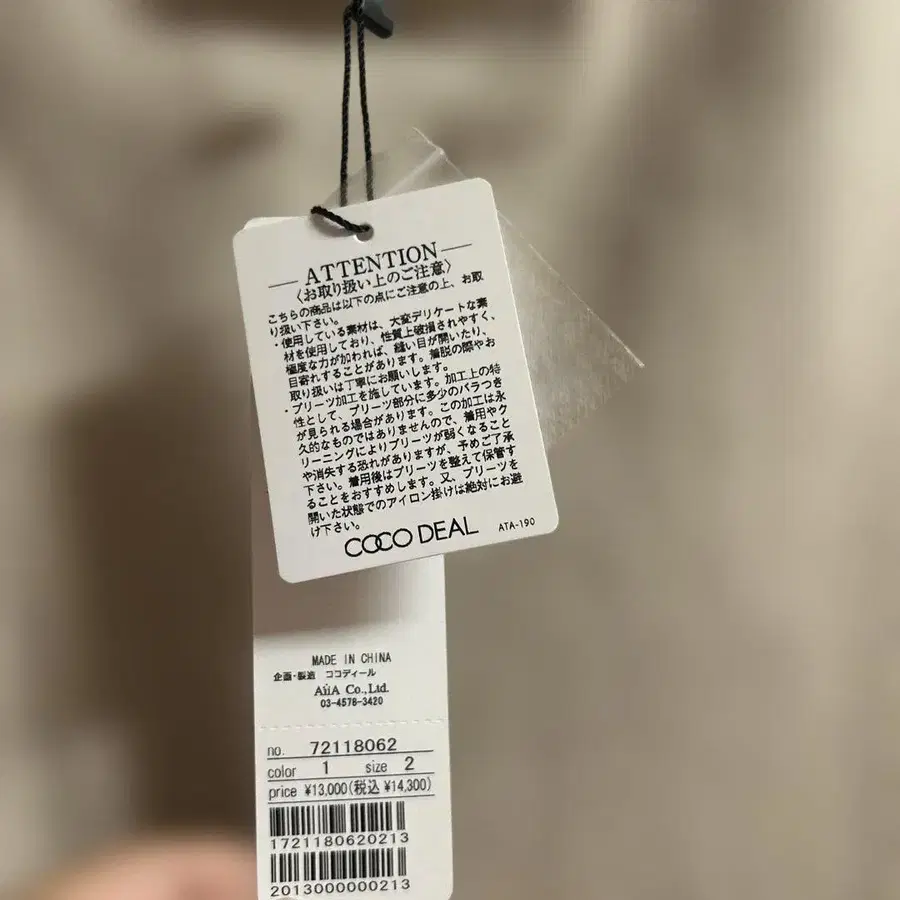 ATTENTION
〈お取り扱い上のご注意〉
こちらの商品は以下の点にご注意の上、お取
り扱い下さい。
・使用している素材は、大変デリケートな素
材を使用しており、性質上破損されやすく、
極度な力が加われば、縫い目が開いたり、
目寄れすることがあります。着脱の際やお
取り扱いは丁寧にお願いします。
・プリーツ加工を施しています。加工上の特
性として、プリーツ部分に多少のバラつき
が見られる場合があります。この加工は永
久的なものではありませんので、着用やク
リーニングによりプリーツが弱くなること
や消失する恐れがありますが、予めご了承
下さい。着用後はプリーツを整えて保管す
ることをおすすめします。又、プリーツを
開いた状態でのアイロン掛けは絶対にお避
け下さい。
COCO DEAL ATA-190
MADE IN CHINA
企画・製造 ココディール
AiiA Co.,Ltd.
03-4578-3420
no. 72118062
color 1 size 2
price ¥13,000(税込 ¥14,300)
1721180620213
2013000000213